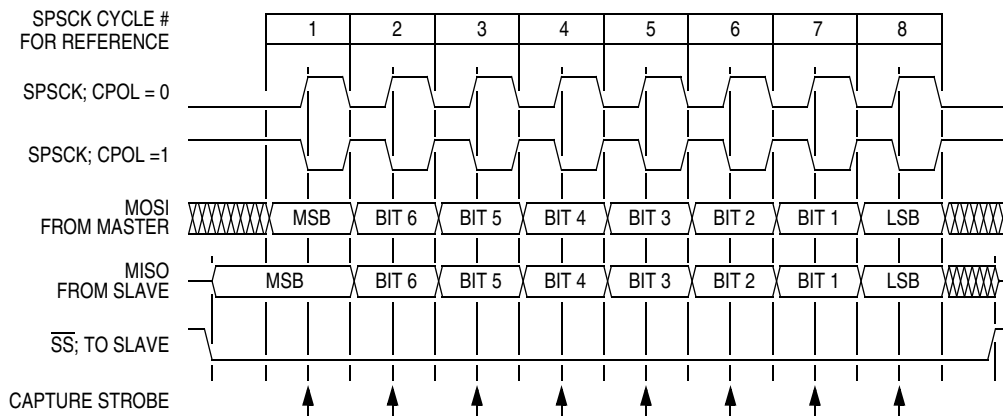 SPSCK CYCLE #
FOR REFERENCE
1 2 3 4 5 6 7 8
SPSCK; CPOL = 0
SPSCK; CPOL =1
MOSI
FROM MASTER
MSB BIT 6 BIT 5 BIT 4 BIT 3 BIT 2 BIT 1 LSB
MISO
FROM SLAVE
MSB BIT 6 BIT 5 BIT 4 BIT 3 BIT 2 BIT 1 LSB
S̅S̅; TO SLAVE
CAPTURE STROBE